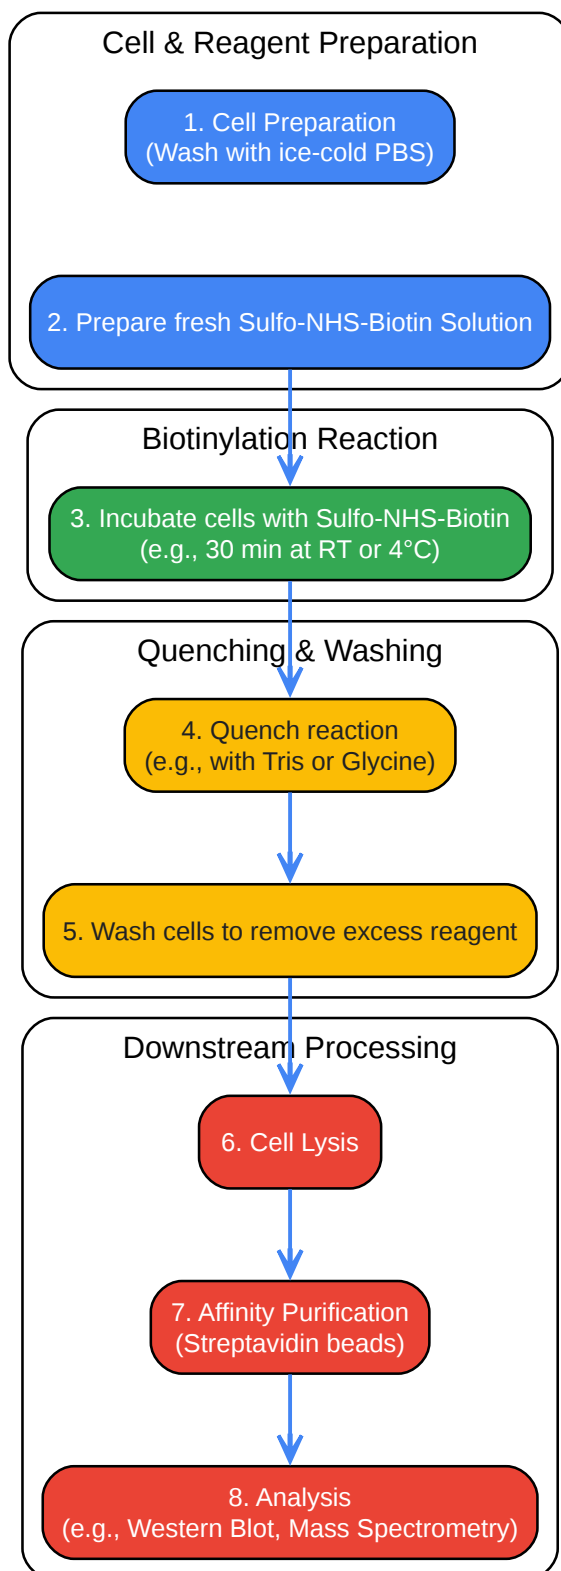 Cell & Reagent Preparation
1. Cell Preparation
(Wash with ice-cold PBS)
2. Prepare fresh Sulfo-NHS-Biotin Solution
Biotinylation Reaction
3. Incubate cells with Sulfo-NHS-Biotin
(e.g., 30 min at RT or 4°C)
Quenching & Washing
4. Quench reaction
(e.g., with Tris or Glycine)
5. Wash cells to remove excess reagent
Downstream Processing
6. Cell Lysis
7. Affinity Purification
(Streptavidin beads)
8. Analysis
(e.g., Western Blot, Mass Spectrometry)